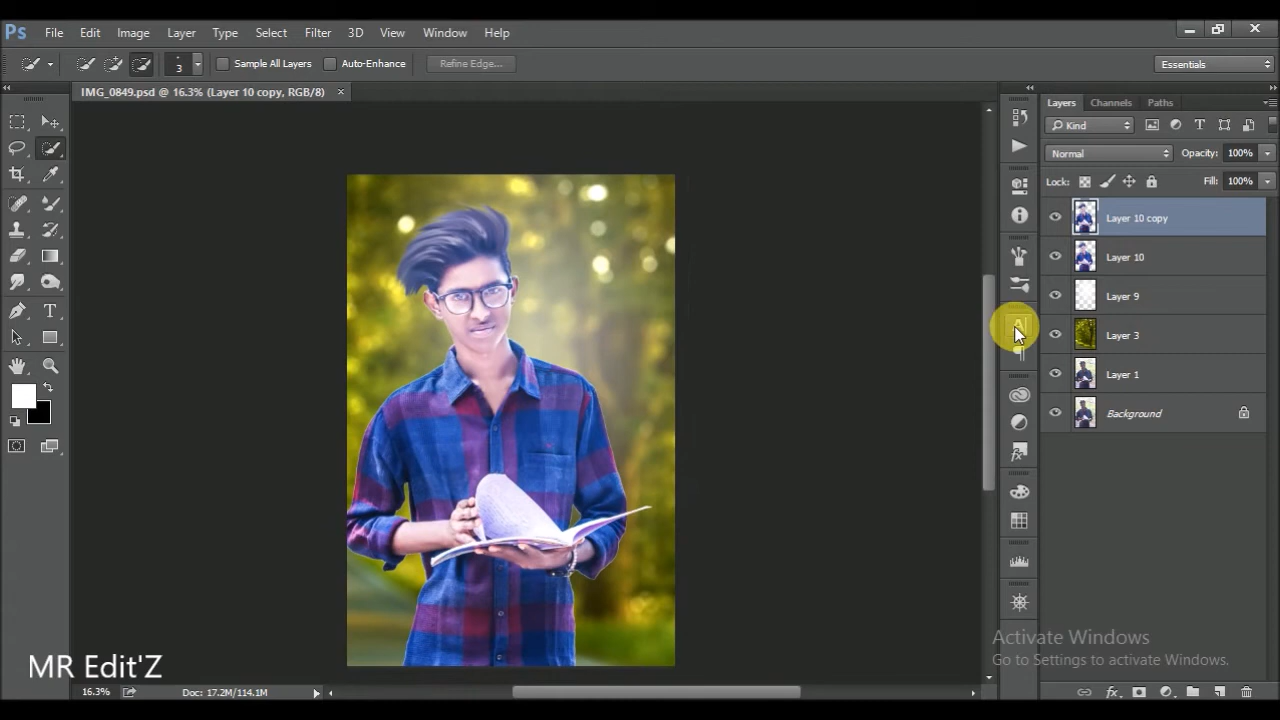 Ps File Edit Image Layer Type Select Filter 3D View Window Help
3 Sample All Layers Auto-Enhance Refine Edge... Essentials
IMG_0849.psd @ 16.3% (Layer 10 copy, RGB/8) ×
Layers Channels Paths
Kind
Normal Opacity: 100%
Lock: Fill: 100%
Layer 10 copy
Layer 10
Layer 9
Layer 3
Layer 1
Background
Activate Windows
Go to Settings to activate Windows.
MR Edit'Z
16.3% Doc: 17.2M/114.1M